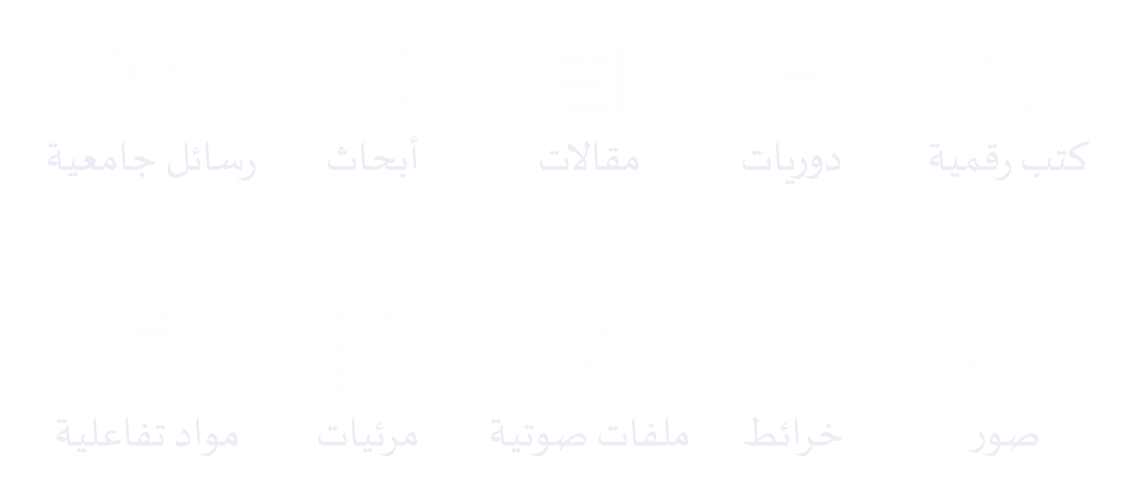 كتب رقمية دوريات مقالات أبحاث رسائل جامعية
صور خرائط ملفات صوتية مرئيات مواد تفاعلية